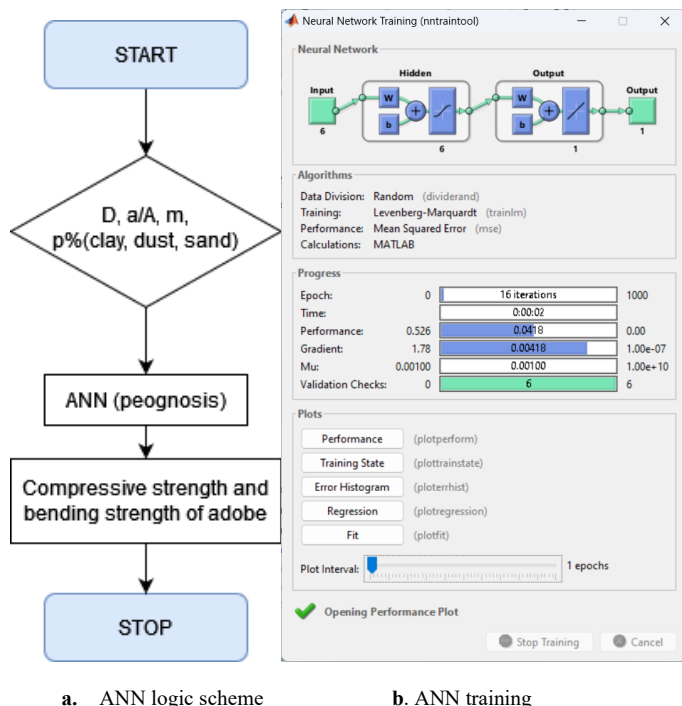 START
D, a/A, m,
p%(clay, dust, sand)
ANN (peognosis)
Compressive strength and
bending strength of adobe
STOP
Neural Network Training (nntraintool)
Neural Network
Hidden
Output
Input
W
b
+
W
b
+
Output
6
6
1
1
Algorithms
Data Division: Random (dividerand)
Training: Levenberg-Marquardt (trainlm)
Performance: Mean Squared Error (mse)
Calculations: MATLAB
Progress
Epoch: 0 16 iterations 1000
Time: 0:00:02
Performance: 0.526 0.0418 0.00
Gradient: 1.78 0.00418 1.00e-07
Mu: 0.00100 0.00100 1.00e+10
Validation Checks: 0 6 6
Plots
Performance (plotperform)
Training State (plottrainstate)
Error Histogram (ploterrhist)
Regression (plotregression)
Fit (plotfit)
Plot Interval: 1 epochs
Opening Performance Plot
Stop Training Cancel
a. ANN logic scheme b. ANN training